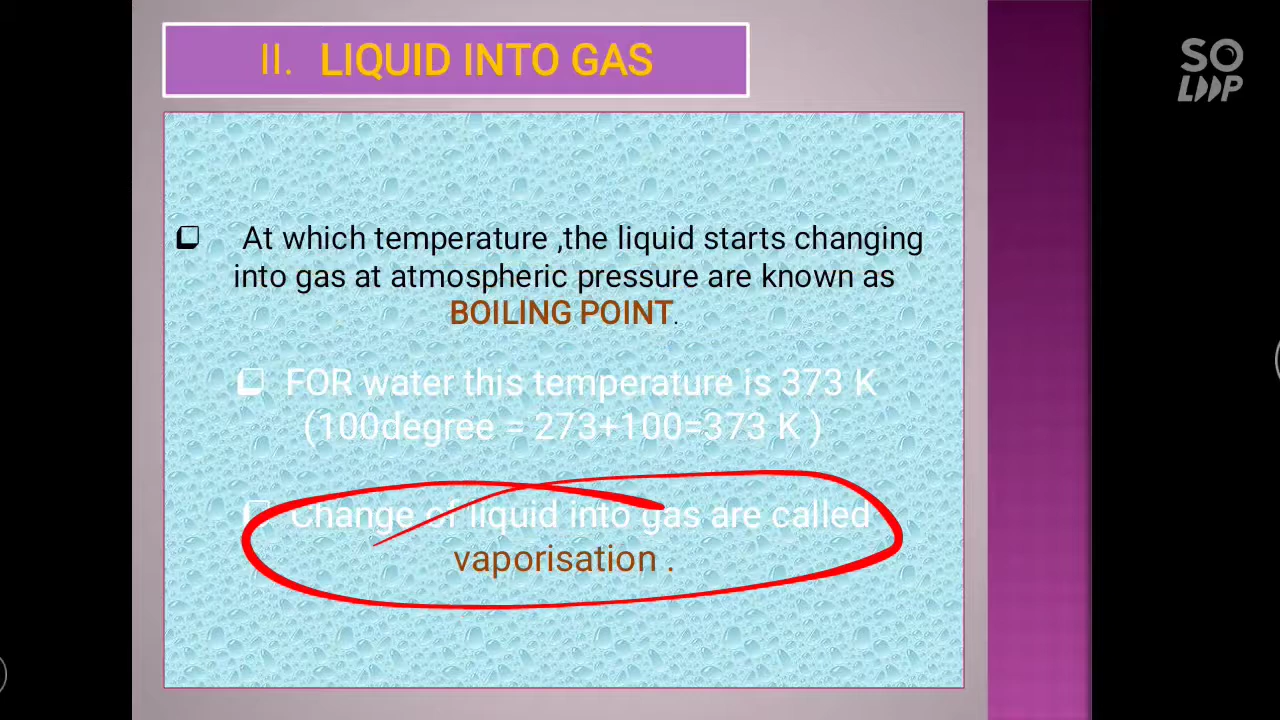 II. LIQUID INTO GAS
SO
LOOP
At which temperature ,the liquid starts changing
into gas at atmospheric pressure are known as
BOILING POINT.
FOR water this temperature is 373 K
(100degree = 273+100=373 K )
Change of liquid into gas are called
vaporisation .